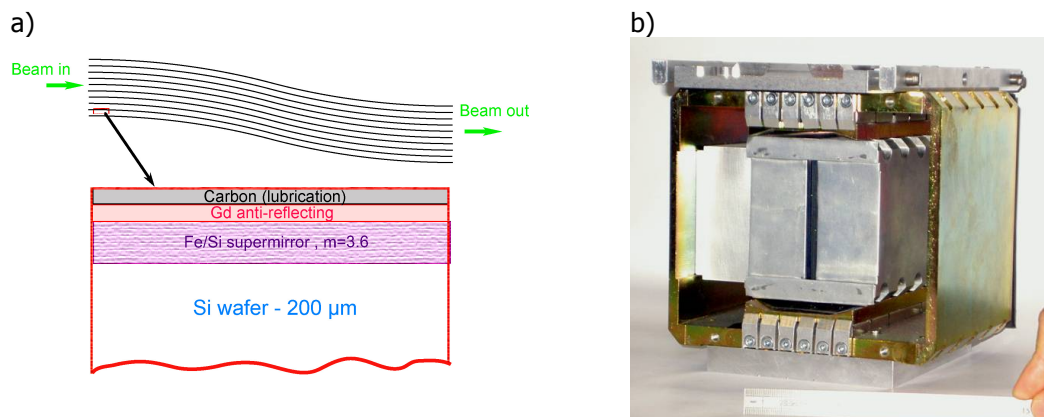 a)
Beam in
Beam out
Carbon (lubrication)
Gd anti-reflecting
Fe/Si supermirror , m=3.6
Si wafer - 200 µm
b)